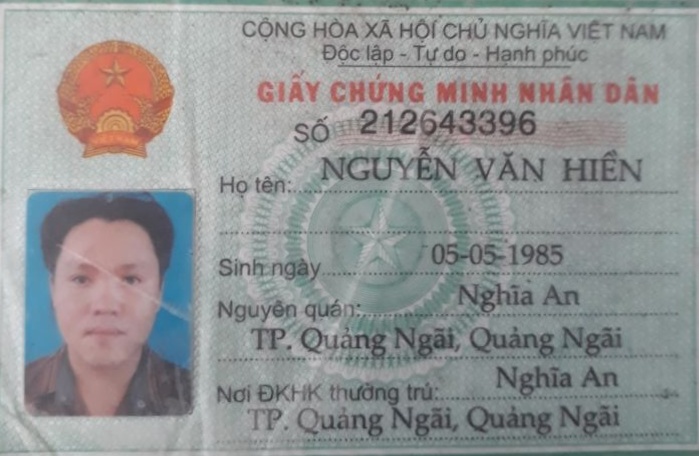 CỘNG HÒA XÃ HỘI CHỦ NGHĨA VIỆT NAM
Độc lập - Tự do - Hạnh phúc
GIẤY CHỨNG MINH NHÂN DÂN
SỐ 212643396
Họ tên: NGUYỄN VĂN HIỀN
Sinh ngày 05-05-1985
Nguyên quán: Nghĩa An
TP. Quảng Ngãi, Quảng Ngãi
Nơi ĐKHK thường trú: Nghĩa An
TP. Quảng Ngãi, Quảng Ngãi